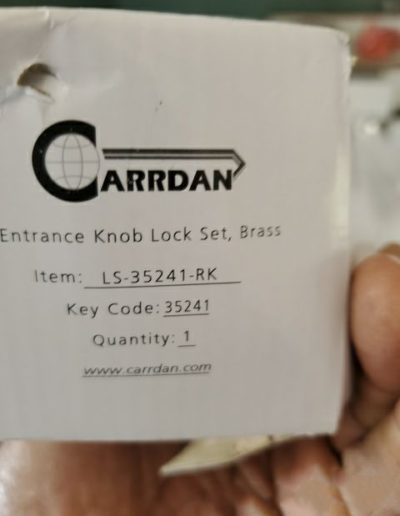 CARRDAN
Entrance Knob Lock Set, Brass
Item: LS-35241-RK
Key Code: 35241
Quantity: 1
www.carrdan.com